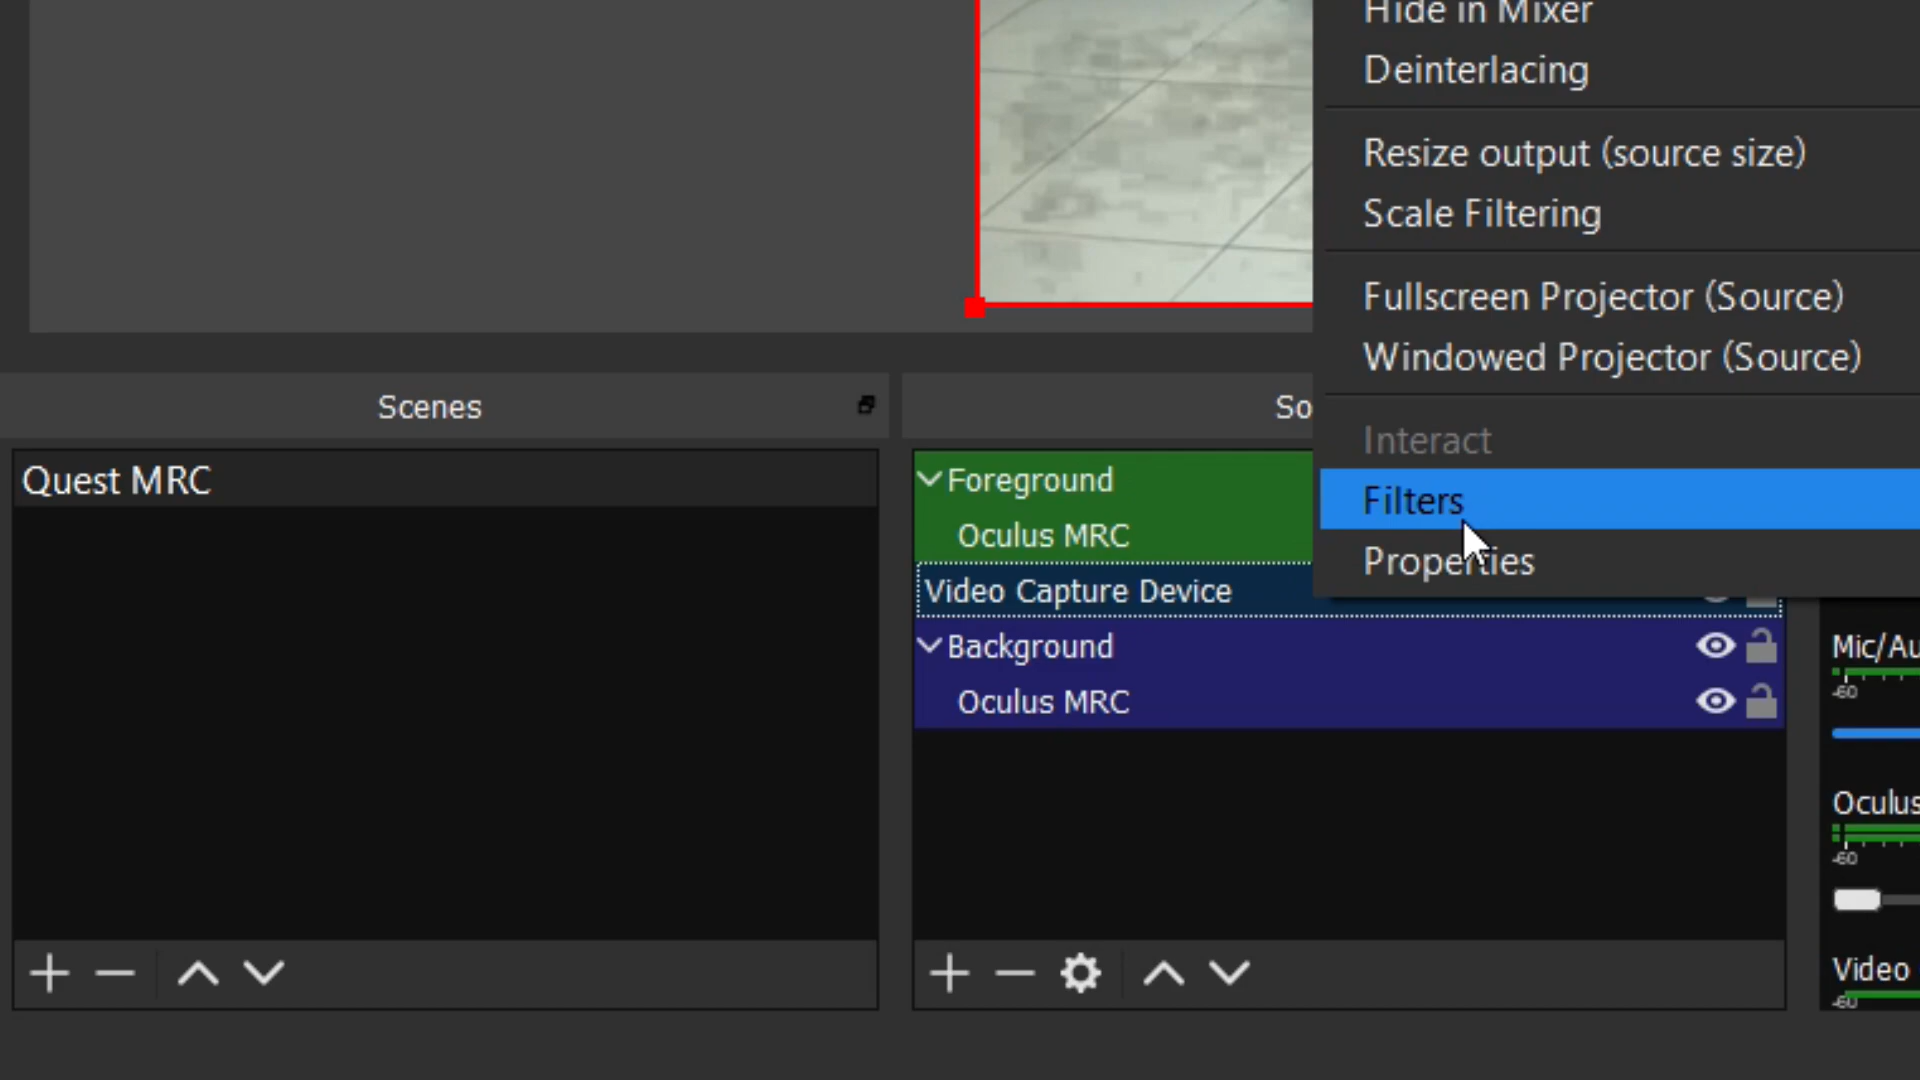 Hide in Mixer
Deinterlacing
Resize output (source size)
Scale Filtering
Fullscreen Projector (Source)
Windowed Projector (Source)
Interact
Filters
Properties
Scenes
Quest MRC
So
Foreground
Oculus MRC
Video Capture Device
Background
Oculus MRC
Mic/Au
-60
Oculus
-60
Video
-60